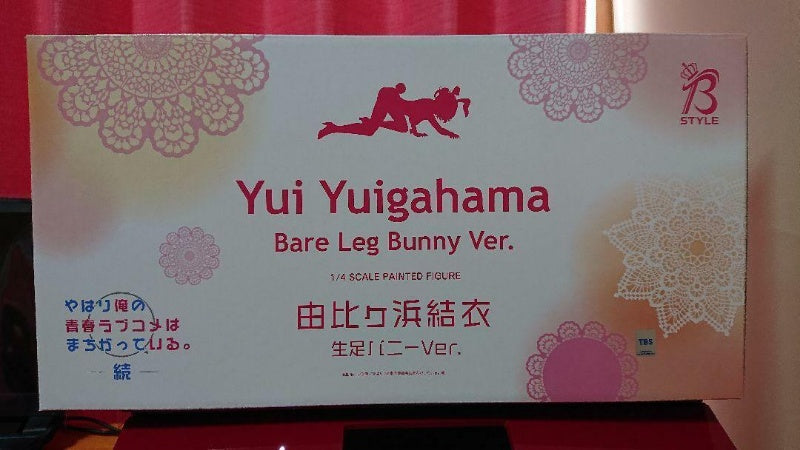 B
STYLE
Yui Yuigahama
Bare Leg Bunny Ver.
1/4 SCALE PAINTED FIGURE
由比ヶ浜結衣
生足バニーVer.
やはり俺の
青春ラブコメは
まちがっている。
続
TBS